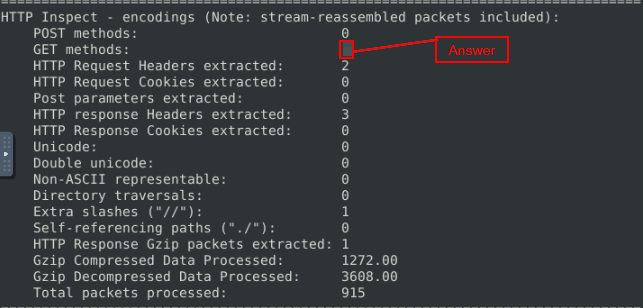 HTTP Inspect - encodings (Note: stream-reassembled packets included):
POST methods: 0
GET methods:
Answer
HTTP Request Headers extracted: 2
HTTP Request Cookies extracted: 0
Post parameters extracted: 0
HTTP response Headers extracted: 3
HTTP Response Cookies extracted: 0
Unicode: 0
Double unicode: 0
Non-ASCII representable: 0
Directory traversals: 0
Extra slashes ("//"): 1
Self-referencing paths ("./"): 0
HTTP Response Gzip packets extracted: 1
Gzip Compressed Data Processed: 1272.00
Gzip Decompressed Data Processed: 3608.00
Total packets processed: 915